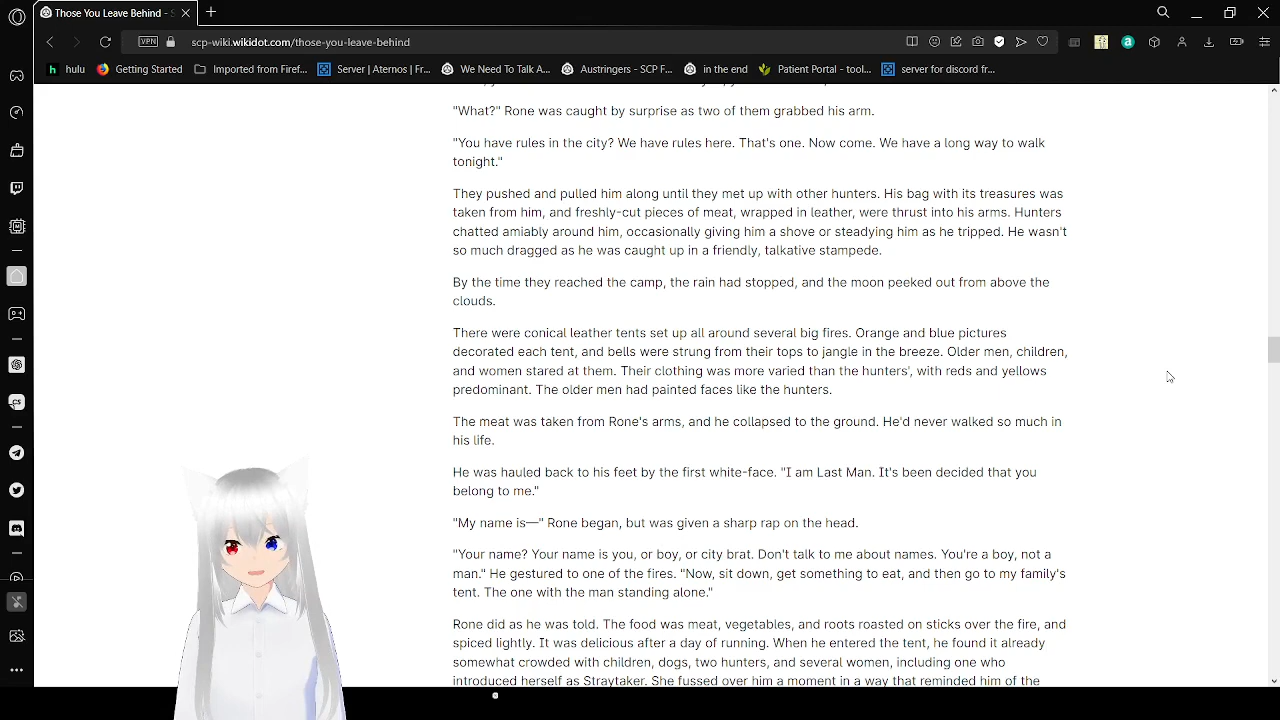 Those You Leave Behind - S
scp-wiki.wikidot.com/those-you-leave-behind
VPN
hulu
Getting Started
Imported from Firef...
Server | Aternos | Fr...
We Need To Talk A...
Austringers - SCP F...
in the end
Patient Portal - tool...
server for discord fr...
"What?" Rone was caught by surprise as two of them grabbed his arm.
"You have rules in the city? We have rules here. That's one. Now come. We have a long way to walk
tonight."
They pushed and pulled him along until they met up with other hunters. His bag with its treasures was
taken from him, and freshly-cut pieces of meat, wrapped in leather, were thrust into his arms. Hunters
chatted amiably around him, occasionally giving him a shove or steadying him as he tripped. He wasn't
so much dragged as he was caught up in a friendly, talkative stampede.
By the time they reached the camp, the rain had stopped, and the moon peeked out from above the
clouds.
There were conical leather tents set up all around several big fires. Orange and blue pictures
decorated each tent, and bells were strung from their tops to jangle in the breeze. Older men, children,
and women stared at them. Their clothing was more varied than the hunters', with reds and yellows
predominant. The older men had painted faces like the hunters.
The meat was taken from Rone's arms, and he collapsed to the ground. He'd never walked so much in
his life.
He was hauled back to his feet by the first white-face. "I am Last Man. It's been decided that you
belong to me."
"My name is—" Rone began, but was given a sharp rap on the head.
"Your name? Your name is you, or boy, or city brat. Don't talk to me about names. You're a boy, not a
man." He gestured to one of the fires. "Now, sit down, get something to eat, and then go to my family's
tent. The one with the man standing alone."
Rone did as he was told. The food was meat, vegetables, and roots roasted on sticks over the fire, and
spiced lightly. It was delicious after a day of running. When he entered the tent, he found it already
somewhat crowded with children, dogs, two hunters, and several women, including one who
introduced herself as Straytaker. She fussed over him a moment in a way that reminded him of the